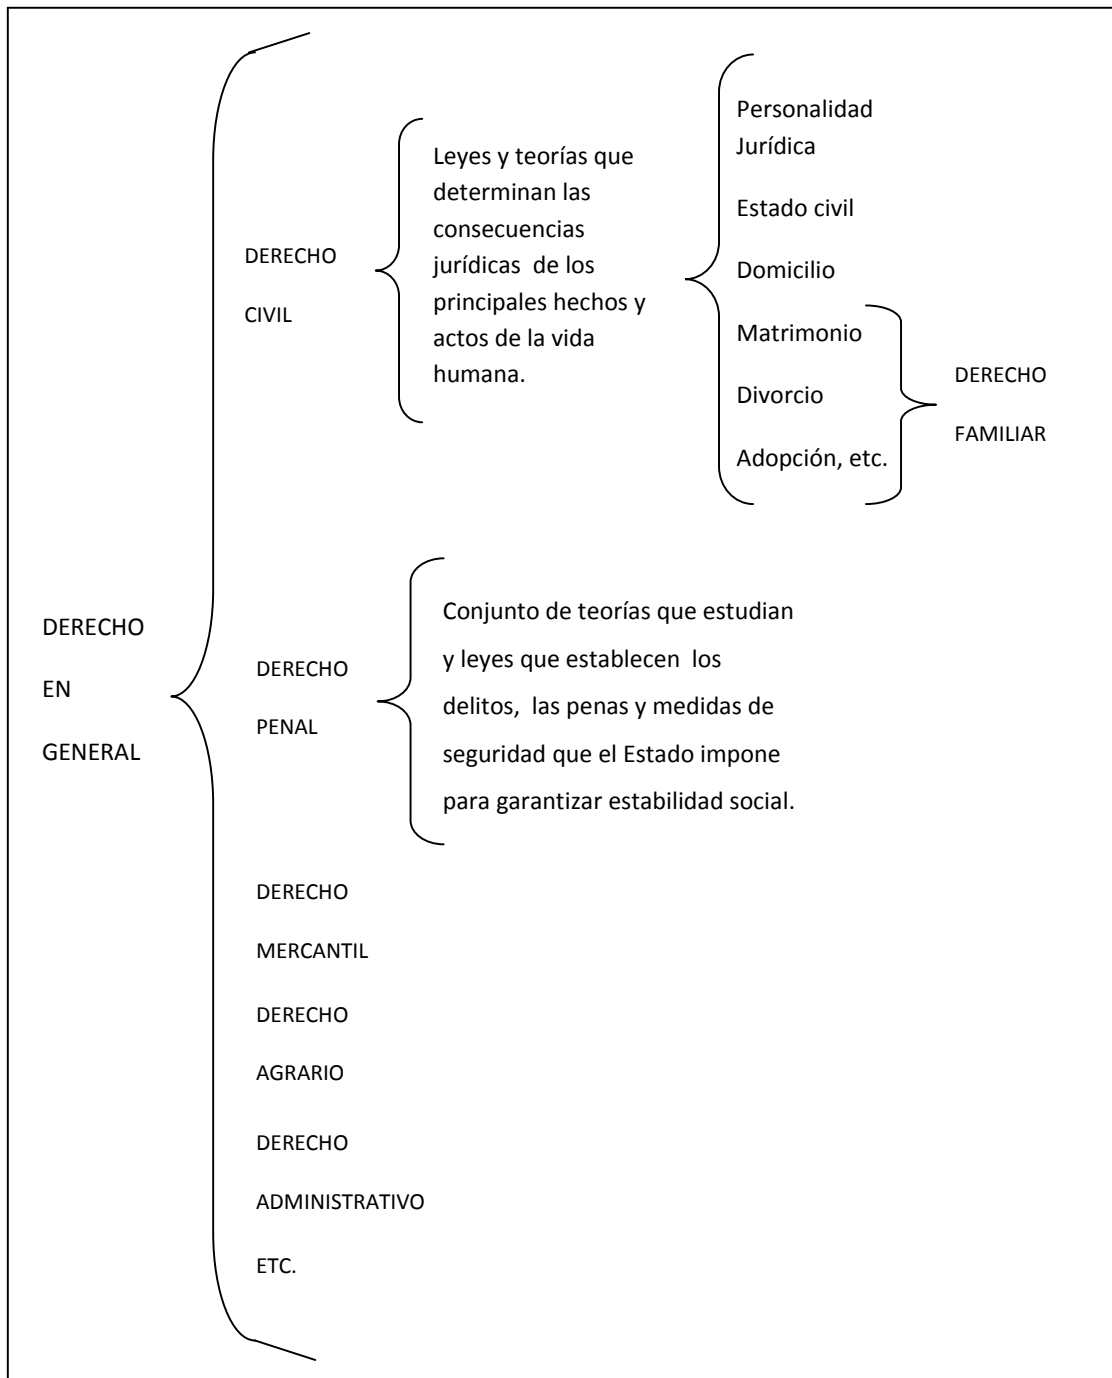 DERECHO
EN
GENERAL
DERECHO
CIVIL
Leyes y teorías que
determinan las
consecuencias
jurídicas de los
principales hechos y
actos de la vida
humana.
Personalidad
Jurídica
Estado civil
Domicilio
Matrimonio
Divorcio
Adopción, etc.
DERECHO
FAMILIAR
DERECHO
PENAL
Conjunto de teorías que estudian
y leyes que establecen los
delitos, las penas y medidas de
seguridad que el Estado impone
para garantizar estabilidad social.
DERECHO
MERCANTIL
DERECHO
AGRARIO
DERECHO
ADMINISTRATIVO
ETC.